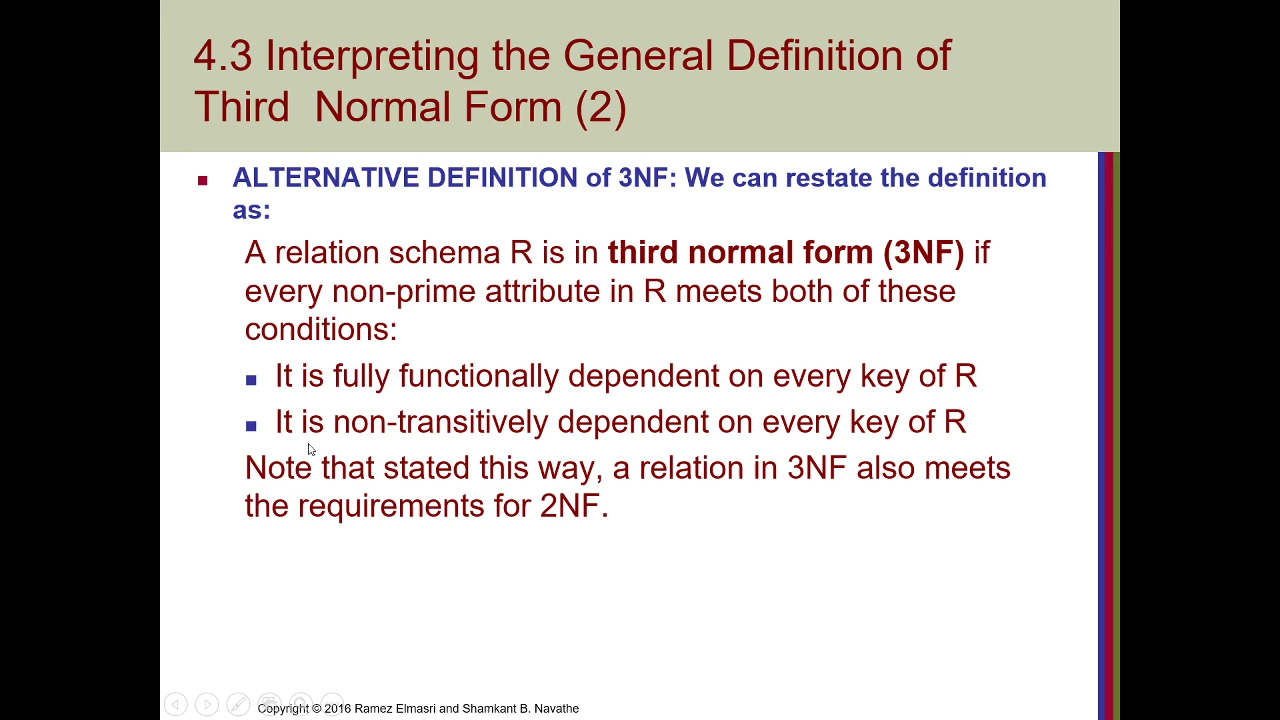 4.3 Interpreting the General Definition of
Third Normal Form (2)
ALTERNATIVE DEFINITION of 3NF: We can restate the definition
as:
A relation schema R is in third normal form (3NF) if
every non-prime attribute in R meets both of these
conditions:
It is fully functionally dependent on every key of R
It is non-transitively dependent on every key of R
Note that stated this way, a relation in 3NF also meets
the requirements for 2NF.
Copyright © 2016 Ramez Elmasri and Shamkant B. Navathe